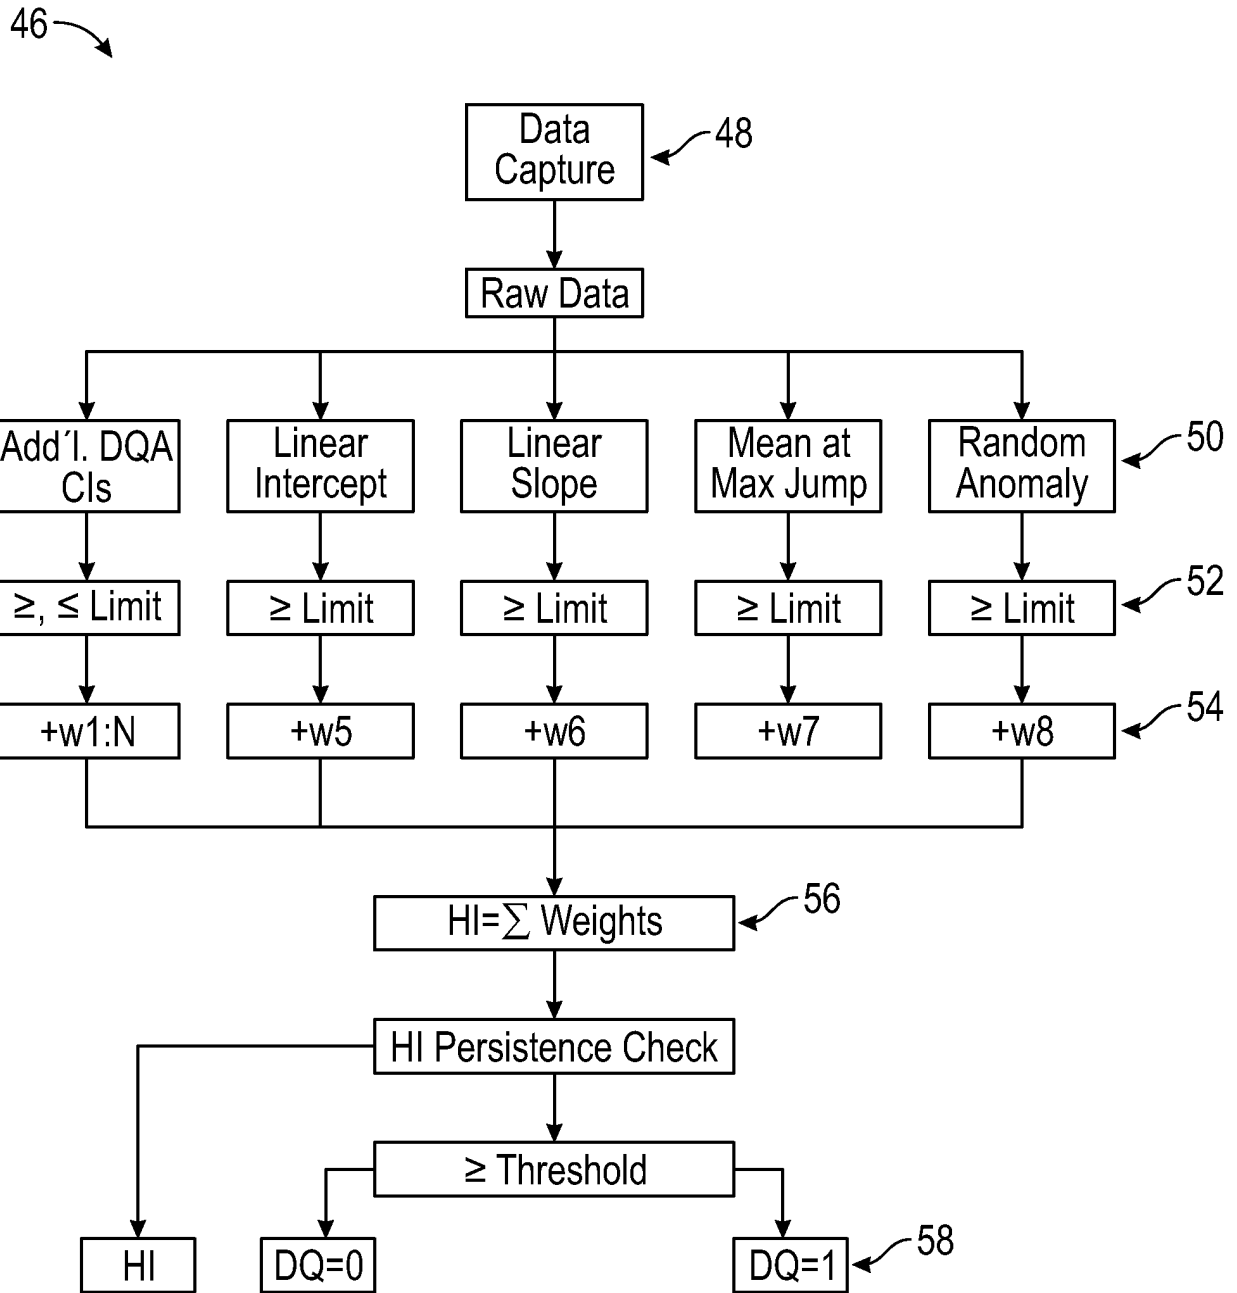 46
Data
Capture
48
Raw Data
Add´l. DQA
CIs
Linear
Intercept
Linear
Slope
Mean at
Max Jump
Random
Anomaly
50
≥, ≤ Limit
≥ Limit
≥ Limit
≥ Limit
≥ Limit
52
+w1:N
+w5
+w6
+w7
+w8
54
HI=∑ Weights
56
HI Persistence Check
≥ Threshold
HI
DQ=0
DQ=1
58